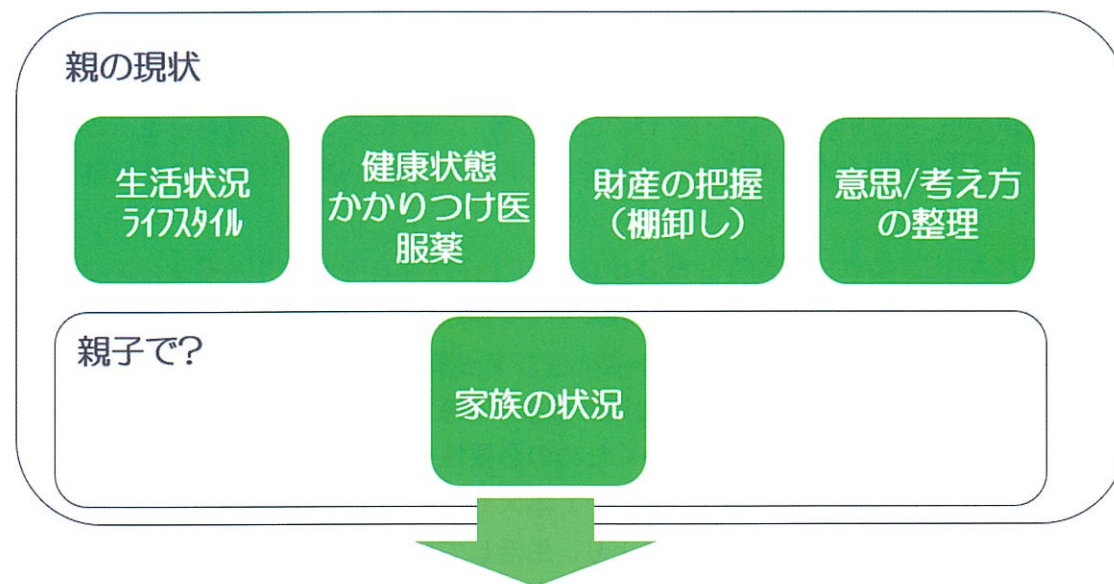 親の現状
生活状況
ﾗｲﾌｽﾀｲﾙ
健康状態
かかりつけ医
服薬
財産の把握
（棚卸し）
意思/考え方
の整理
親子で?
家族の状況